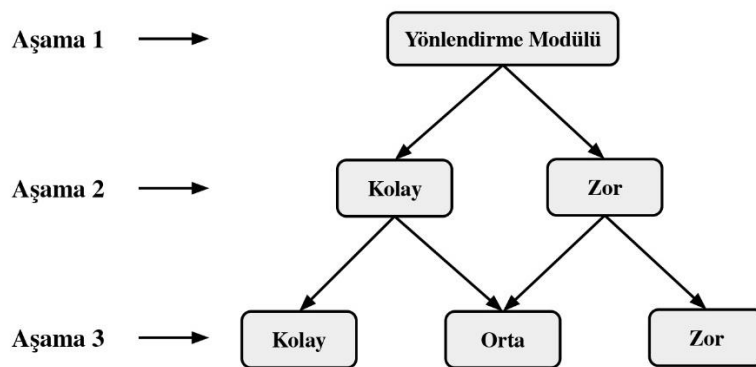 Aşama 1
Yönlendirme Modülü
Aşama 2
Kolay
Zor
Aşama 3
Kolay
Orta
Zor